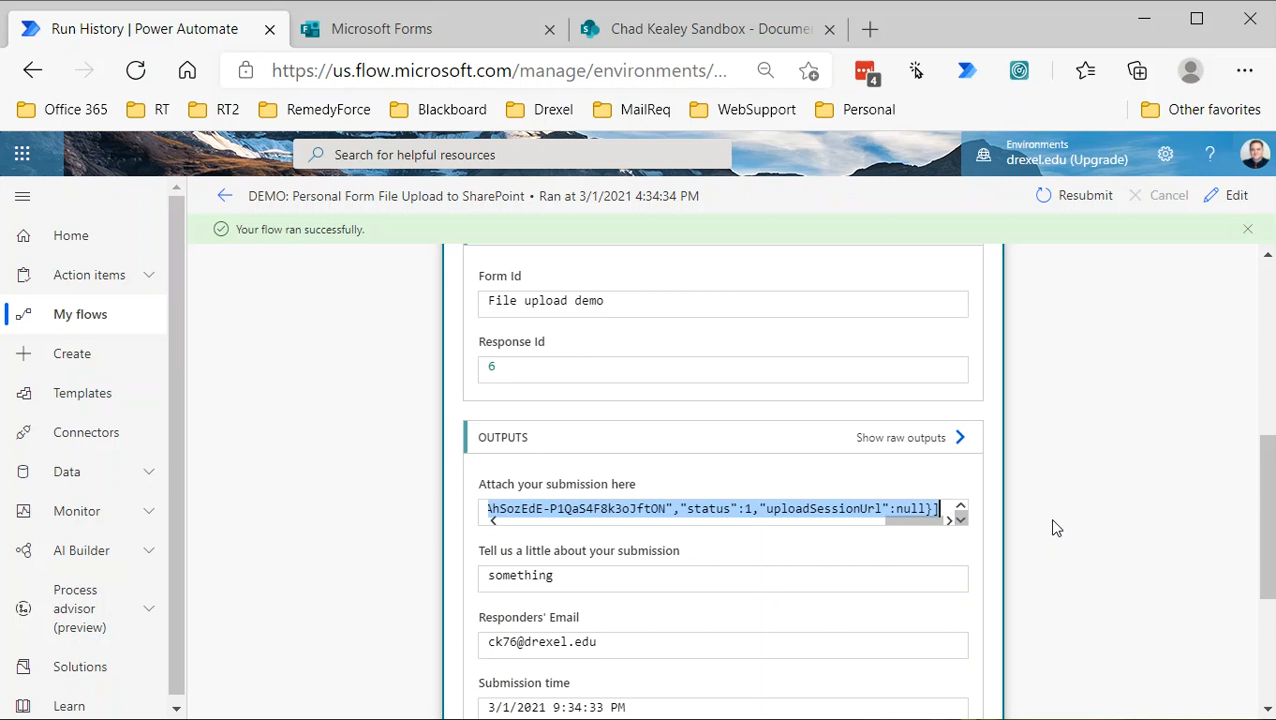 Run History | Power Automate
Microsoft Forms
Chad Kealey Sandbox - Docume
https://us.flow.microsoft.com/manage/environments/...
4
Office 365
RT
RT2
RemedyForce
Blackboard
Drexel
MailReq
WebSupport
Personal
Other favorites
Search for helpful resources
Environments
drexel.edu (Upgrade)
DEMO: Personal Form File Upload to SharePoint • Ran at 3/1/2021 4:34:34 PM
Resubmit
Cancel
Edit
Your flow ran successfully.
Home
Action items
My flows
Create
Templates
Connectors
Data
Monitor
AI Builder
Process
advisor
(preview)
Solutions
Learn
Form Id
File upload demo
Response Id
6
OUTPUTS
Show raw outputs
Attach your submission here
AhSozEdE-P1QaS4F8k3oJftON","status":1,"uploadSessionUrl":null}]
Tell us a little about your submission
something
Responders' Email
ck76@drexel.edu
Submission time
3/1/2021 9:34:33 PM